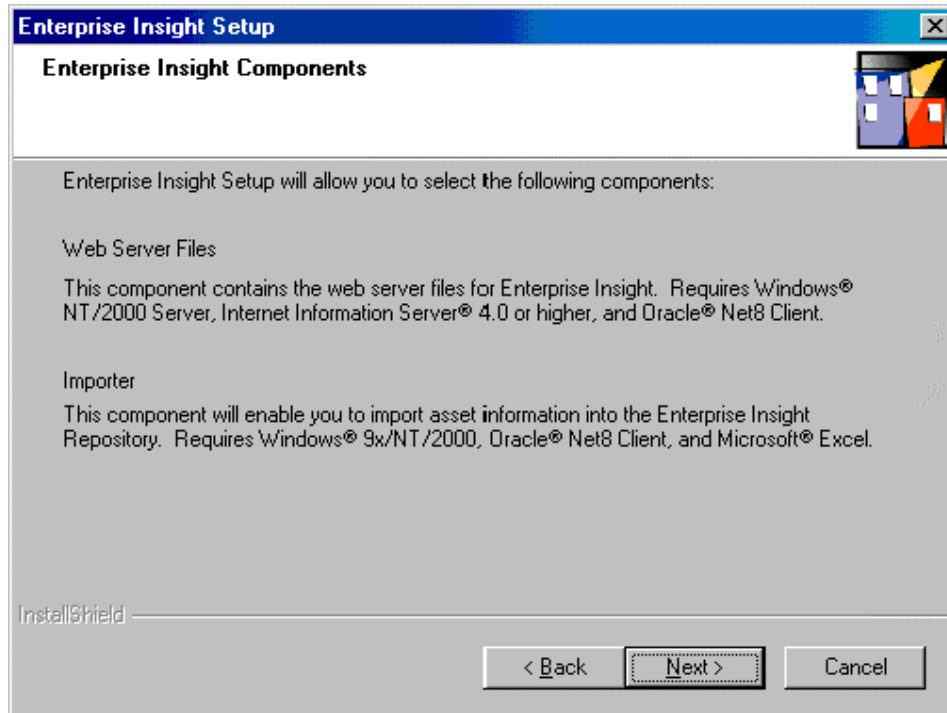 Enterprise Insight Setup
Enterprise Insight Components
Enterprise Insight Setup will allow you to select the following components:
Web Server Files
This component contains the web server files for Enterprise Insight. Requires Windows®
NT/2000 Server, Internet Information Server® 4.0 or higher, and Oracle® Net8 Client.
Importer
This component will enable you to import asset information into the Enterprise Insight
Repository. Requires Windows® 9x/NT/2000, Oracle® Net8 Client, and Microsoft® Excel.
InstallShield
< Back Next > Cancel